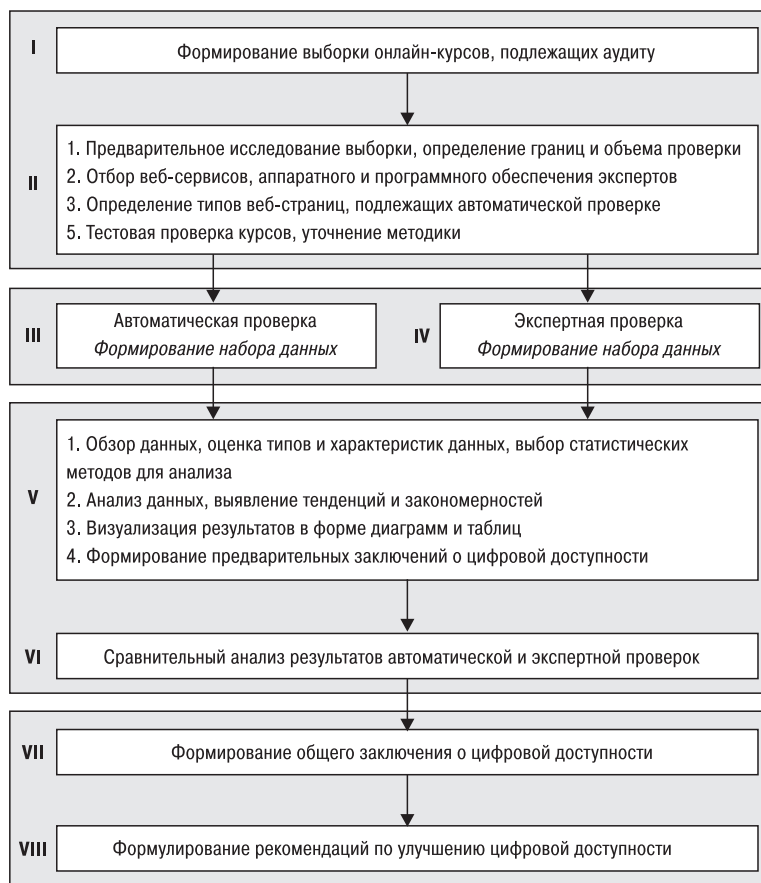 I
Формирование выборки онлайн-курсов, подлежащих аудиту
II
1. Предварительное исследование выборки, определение границ и объема проверки
2. Отбор веб-сервисов, аппаратного и программного обеспечения экспертов
3. Определение типов веб-страниц, подлежащих автоматической проверке
5. Тестовая проверка курсов, уточнение методики
III
Автоматическая проверка
Формирование набора данных
IV
Экспертная проверка
Формирование набора данных
V
1. Обзор данных, оценка типов и характеристик данных, выбор статистических
методов для анализа
2. Анализ данных, выявление тенденций и закономерностей
3. Визуализация результатов в форме диаграмм и таблиц
4. Формирование предварительных заключений о цифровой доступности
VI
Сравнительный анализ результатов автоматической и экспертной проверок
VII
Формирование общего заключения о цифровой доступности
VIII
Формулирование рекомендаций по улучшению цифровой доступности